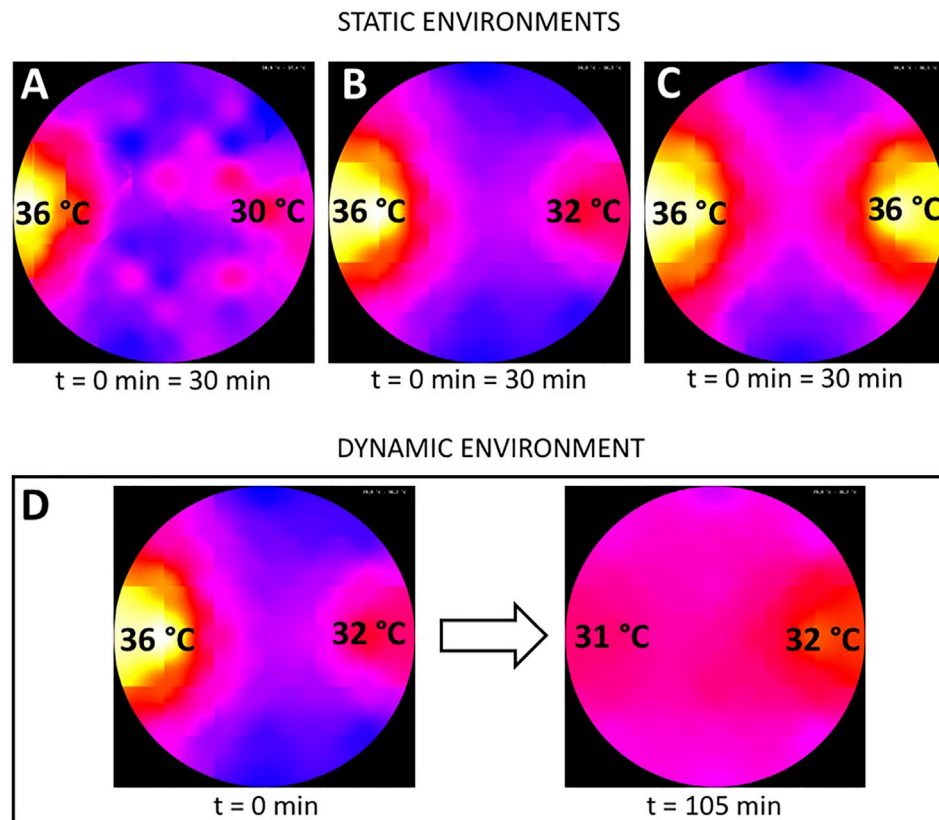 STATIC ENVIRONMENTS
A
B
C
36 °C
30 °C
36 °C
32 °C
36 °C
36 °C
t = 0 min = 30 min
t = 0 min = 30 min
t = 0 min = 30 min
DYNAMIC ENVIRONMENT
D
36 °C
32 °C
31 °C
32 °C
t = 0 min
t = 105 min